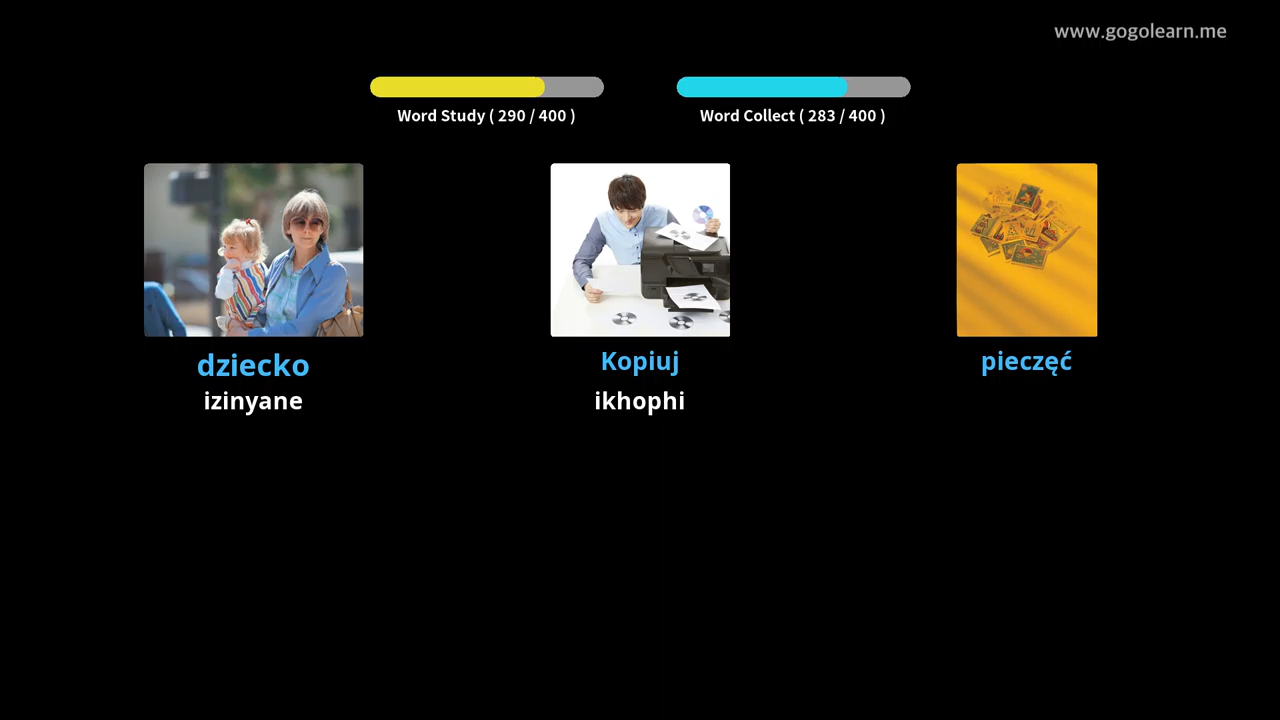 www.gogolearn.me
Word Study ( 290 / 400 )
Word Collect ( 283 / 400 )
dziecko
izinyane
Kopiuj
ikhophi
pieczęć